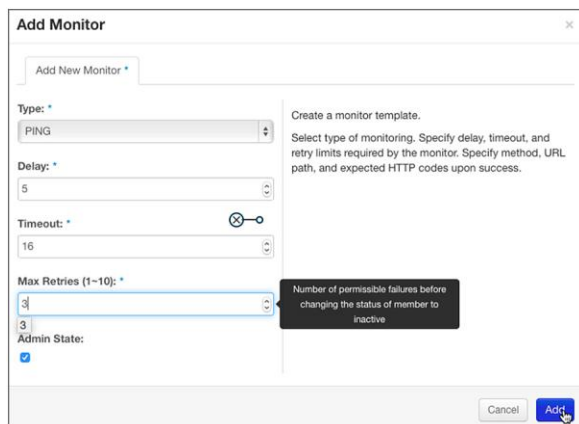 Add Monitor
×
Add New Monitor *
Type: *
PING
Delay: *
5
Timeout: *
16
Max Retries (1~10): *
3
3
Admin State:
Create a monitor template.
Select type of monitoring. Specify delay, timeout, and
retry limits required by the monitor. Specify method, URL
path, and expected HTTP codes upon success.
Number of permissible failures before
changing the status of member to
inactive
Cancel
Add